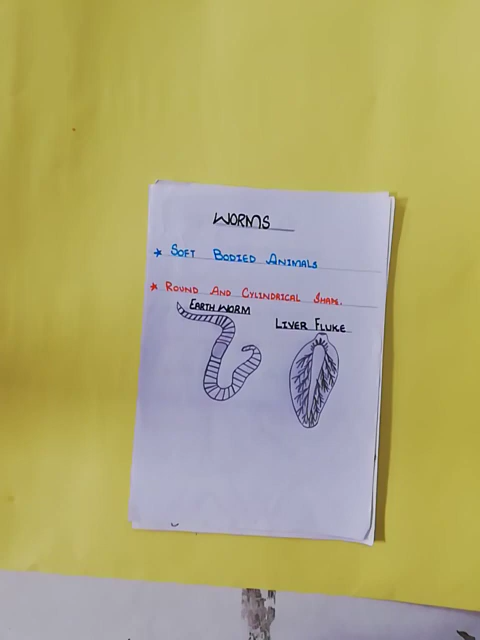 WORMS
* SOFT BODIED ANIMALS
* ROUND AND CYLINDRICAL SHAPE.
EARTH WORM
LIVER FLUKE